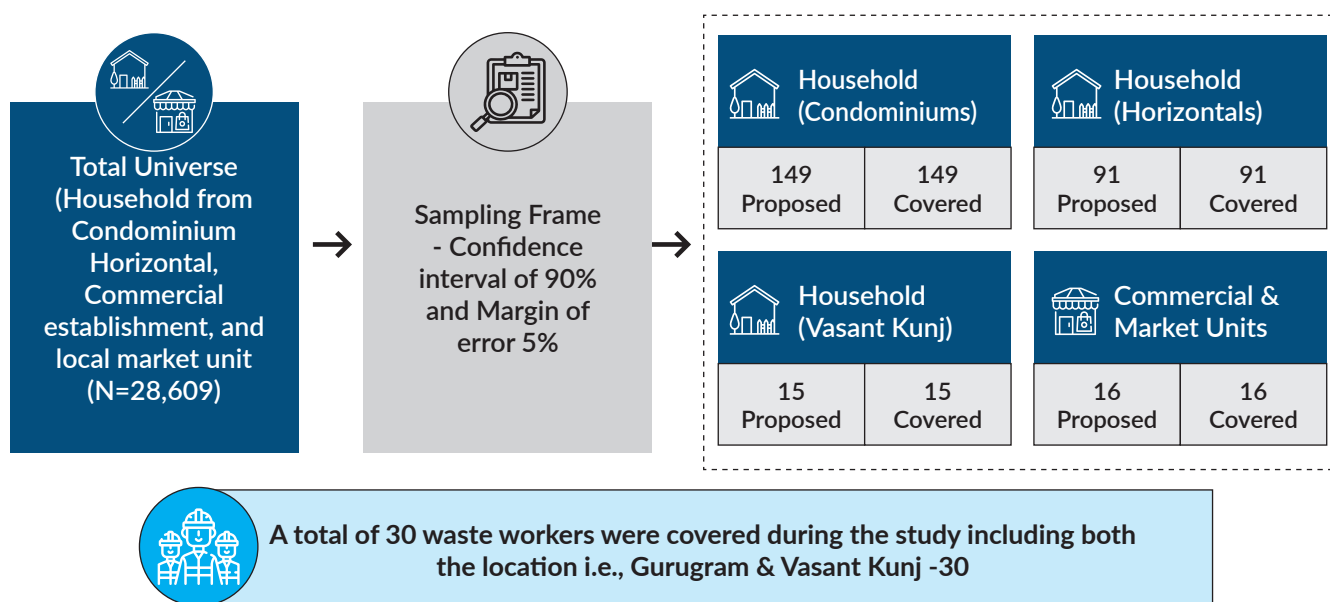 Total Universe
(Household from
Condominium
Horizontal,
Commercial
establishment, and
local market unit
(N=28,609)
Sampling Frame
- Confidence
interval of 90%
and Margin of
error 5%
Household
(Condominiums)
149
Proposed
149
Covered
Household
(Horizontals)
91
Proposed
91
Covered
Household
(Vasant Kunj)
15
Proposed
15
Covered
Commercial &
Market Units
16
Proposed
16
Covered
A total of 30 waste workers were covered during the study including both
the location i.e., Gurugram & Vasant Kunj -30